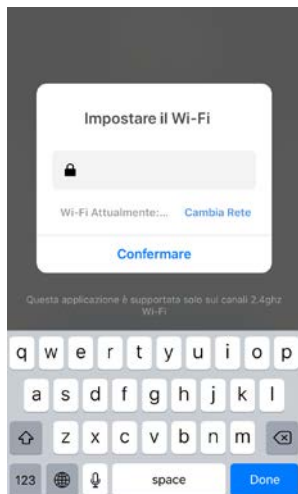 Impostare il Wi-Fi
Wi-Fi Attualmente:... Cambia Rete
Confermare
Questa applicazione è supportata solo sui canali 2.4ghz
Wi-Fi
q w e r t y u i o p
a s d f g h j k l
z x c v b n m
123 space Done